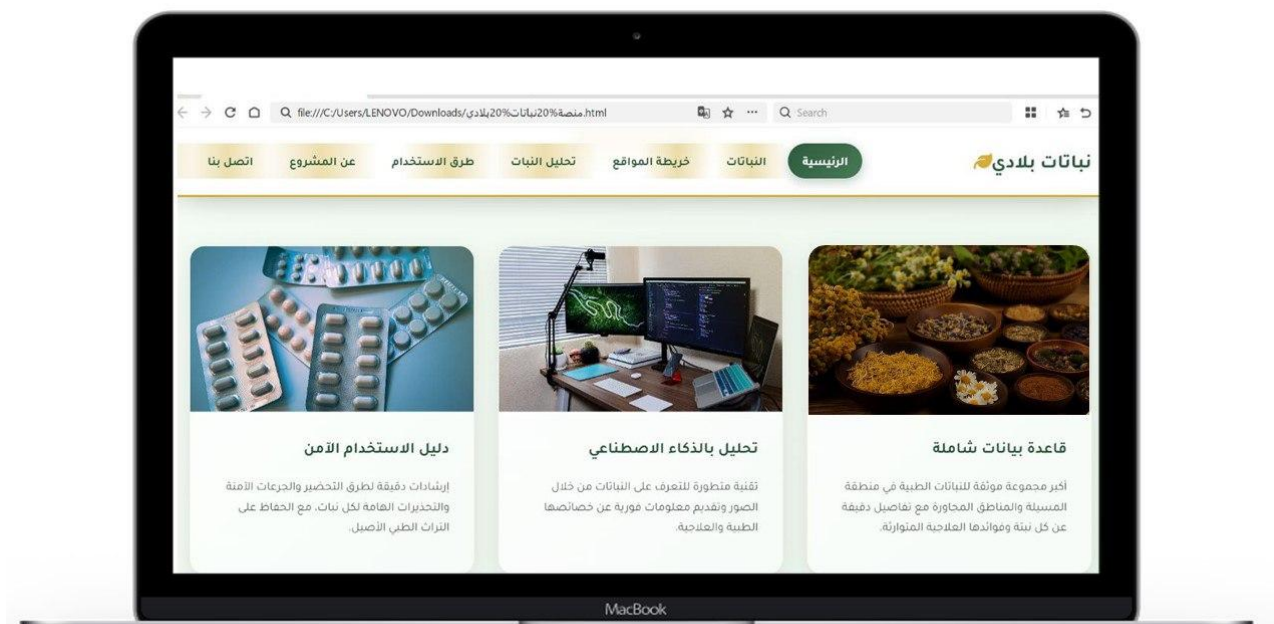 file:///C:/Users/LENOVO/Downloads/منصة%20نباتات%20بلادي.html
Search
نباتات بلادي
الرئيسية
النباتات
خريطة المواقع
تحليل النبات
طرق الاستخدام
عن المشروع
اتصل بنا
قاعدة بيانات شاملة
أكبر مجموعة موثقة للنباتات الطبية في منطقة
المسيلة والمناطق المجاورة مع تفاصيل دقيقة
عن كل نبتة وفوائدها العلاجية المتوارثة.
تحليل بالذكاء الاصطناعي
تقنية متطورة للتعرف على النباتات من خلال
الصور وتقديم معلومات فورية عن خصائصها
الطبية والعلاجية.
دليل الاستخدام الآمن
إرشادات دقيقة لطرق التحضير والجرعات الآمنة
والتحذيرات الهامة لكل نبات، مع الحفاظ على
التراث الطبي الأصيل.
MacBook